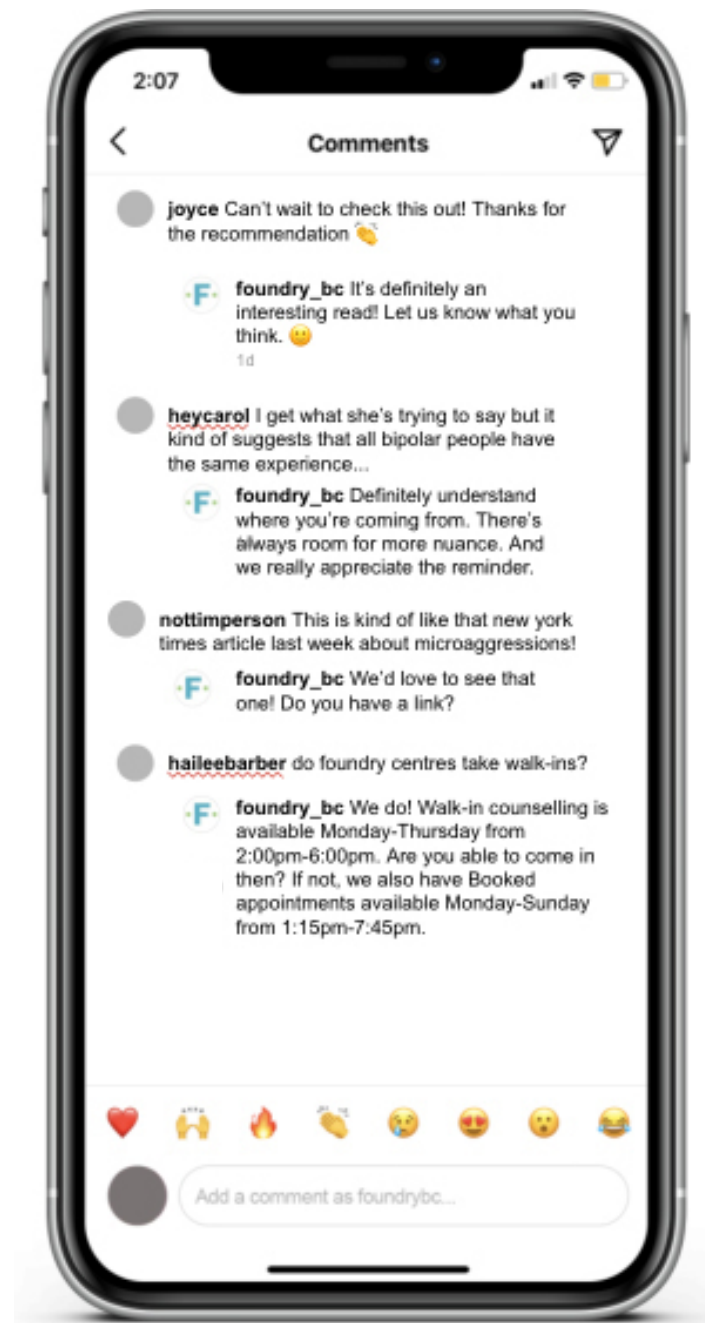 2:07
Comments
joyce Can't wait to check this out! Thanks for
the recommendation 👏
F
foundry_bc It's definitely an
interesting read! Let us know what you
think. 🙂
1d
heycarol I get what she's trying to say but it
kind of suggests that all bipolar people have
the same experience...
F
foundry_bc Definitely understand
where you're coming from. There's
always room for more nuance. And
we really appreciate the reminder.
nottimperson This is kind of like that new york
times article last week about microaggressions!
F
foundry_bc We'd love to see that
one! Do you have a link?
haileebarber do foundry centres take walk-ins?
F
foundry_bc We do! Walk-in counselling is
available Monday-Thursday from
2:00pm-6:00pm. Are you able to come in
then? If not, we also have Booked
appointments available Monday-Sunday
from 1:15pm-7:45pm.
Add a comment as foundrybc...